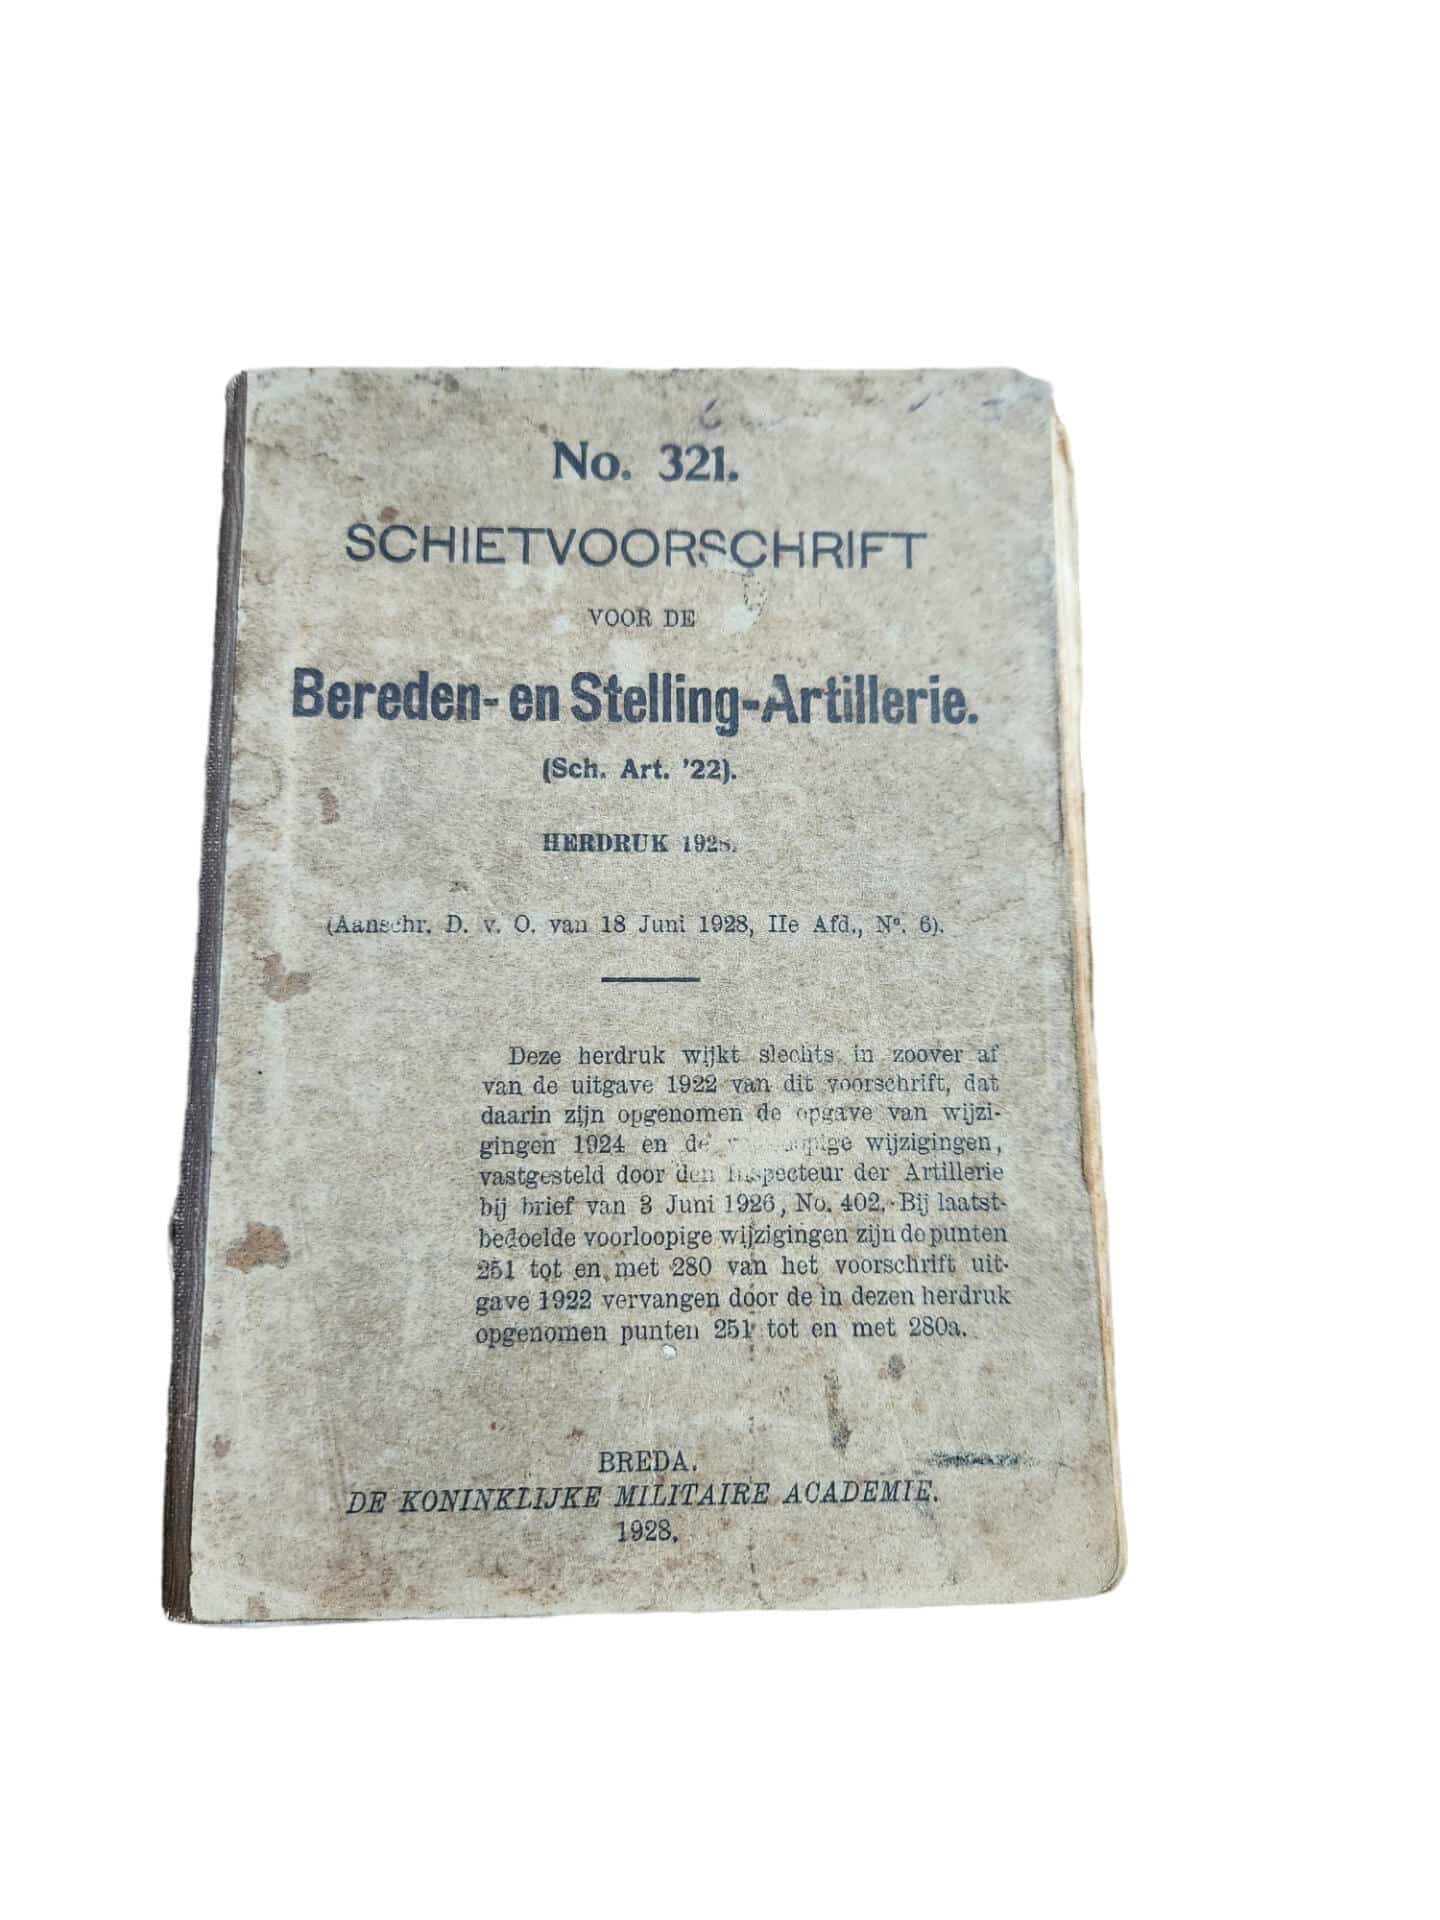 No. 321.
SCHIETVOORSCHRIFT
VOOR DE
Bereden- en Stelling-Artillerie.
(Sch. Art. '22).
HERDRUK 1928.
(Aanschr. D. v. O. van 18 Juni 1928, IIe Afd., No. 6).
Deze herdruk wijkt slechts in zoover af
van de uitgave 1922 van dit voorschrift, dat
daarin zijn opgenomen de opgave van wijzi-
gingen 1924 en de voorloopige wijzigingen,
vastgesteld door den Inspecteur der Artillerie
bij brief van 3 Juni 1926, No. 402. Bij laatst-
bedoelde voorloopige wijzigingen zijn de punten
251 tot en met 280 van het voorschrift uit-
gave 1922 vervangen door de in dezen herdruk
opgenomen punten 251 tot en met 280a.
BREDA.
DE KONINKLIJKE MILITAIRE ACADEMIE.
1928.